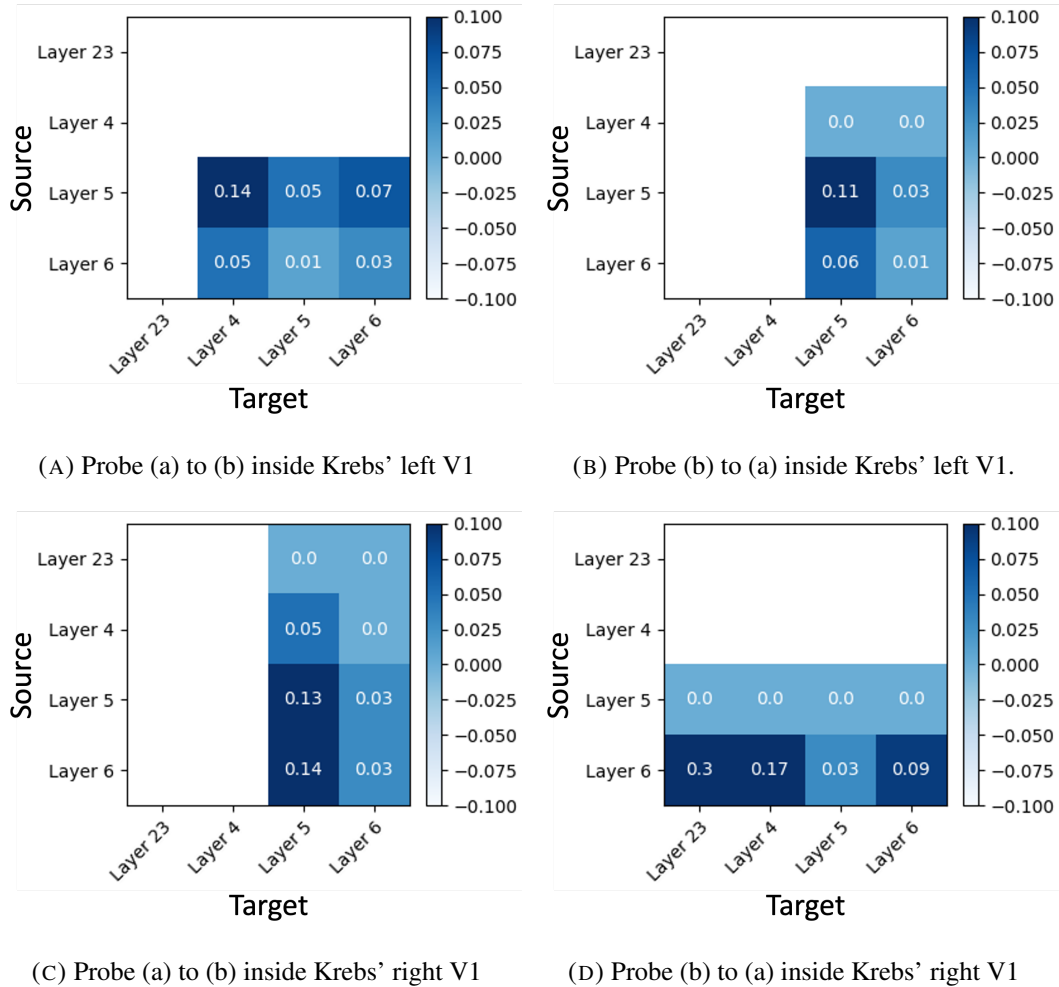 0.100
0.075
0.050
0.025
0.000
−0.025
−0.050
−0.075
−0.100
Source
Layer 23
Layer 4
Layer 5
Layer 6
0.14 0.05 0.07
0.05 0.01 0.03
Layer 23 Layer 4 Layer 5 Layer 6
Target
(A) Probe (a) to (b) inside Krebs’ left V1
0.100
0.075
0.050
0.025
0.000
−0.025
−0.050
−0.075
−0.100
Source
Layer 23
Layer 4
Layer 5
Layer 6
0.0 0.0
0.11 0.03
0.06 0.01
Layer 23 Layer 4 Layer 5 Layer 6
Target
(B) Probe (b) to (a) inside Krebs’ left V1.
0.100
0.075
0.050
0.025
0.000
−0.025
−0.050
−0.075
−0.100
Source
Layer 23
Layer 4
Layer 5
Layer 6
0.0 0.0
0.05 0.0
0.13 0.03
0.14 0.03
Layer 23 Layer 4 Layer 5 Layer 6
Target
(C) Probe (a) to (b) inside Krebs’ right V1
0.100
0.075
0.050
0.025
0.000
−0.025
−0.050
−0.075
−0.100
Source
Layer 23
Layer 4
Layer 5
Layer 6
0.0 0.0 0.0 0.0
0.3 0.17 0.03 0.09
Layer 23 Layer 4 Layer 5 Layer 6
Target
(D) Probe (b) to (a) inside Krebs’ right V1